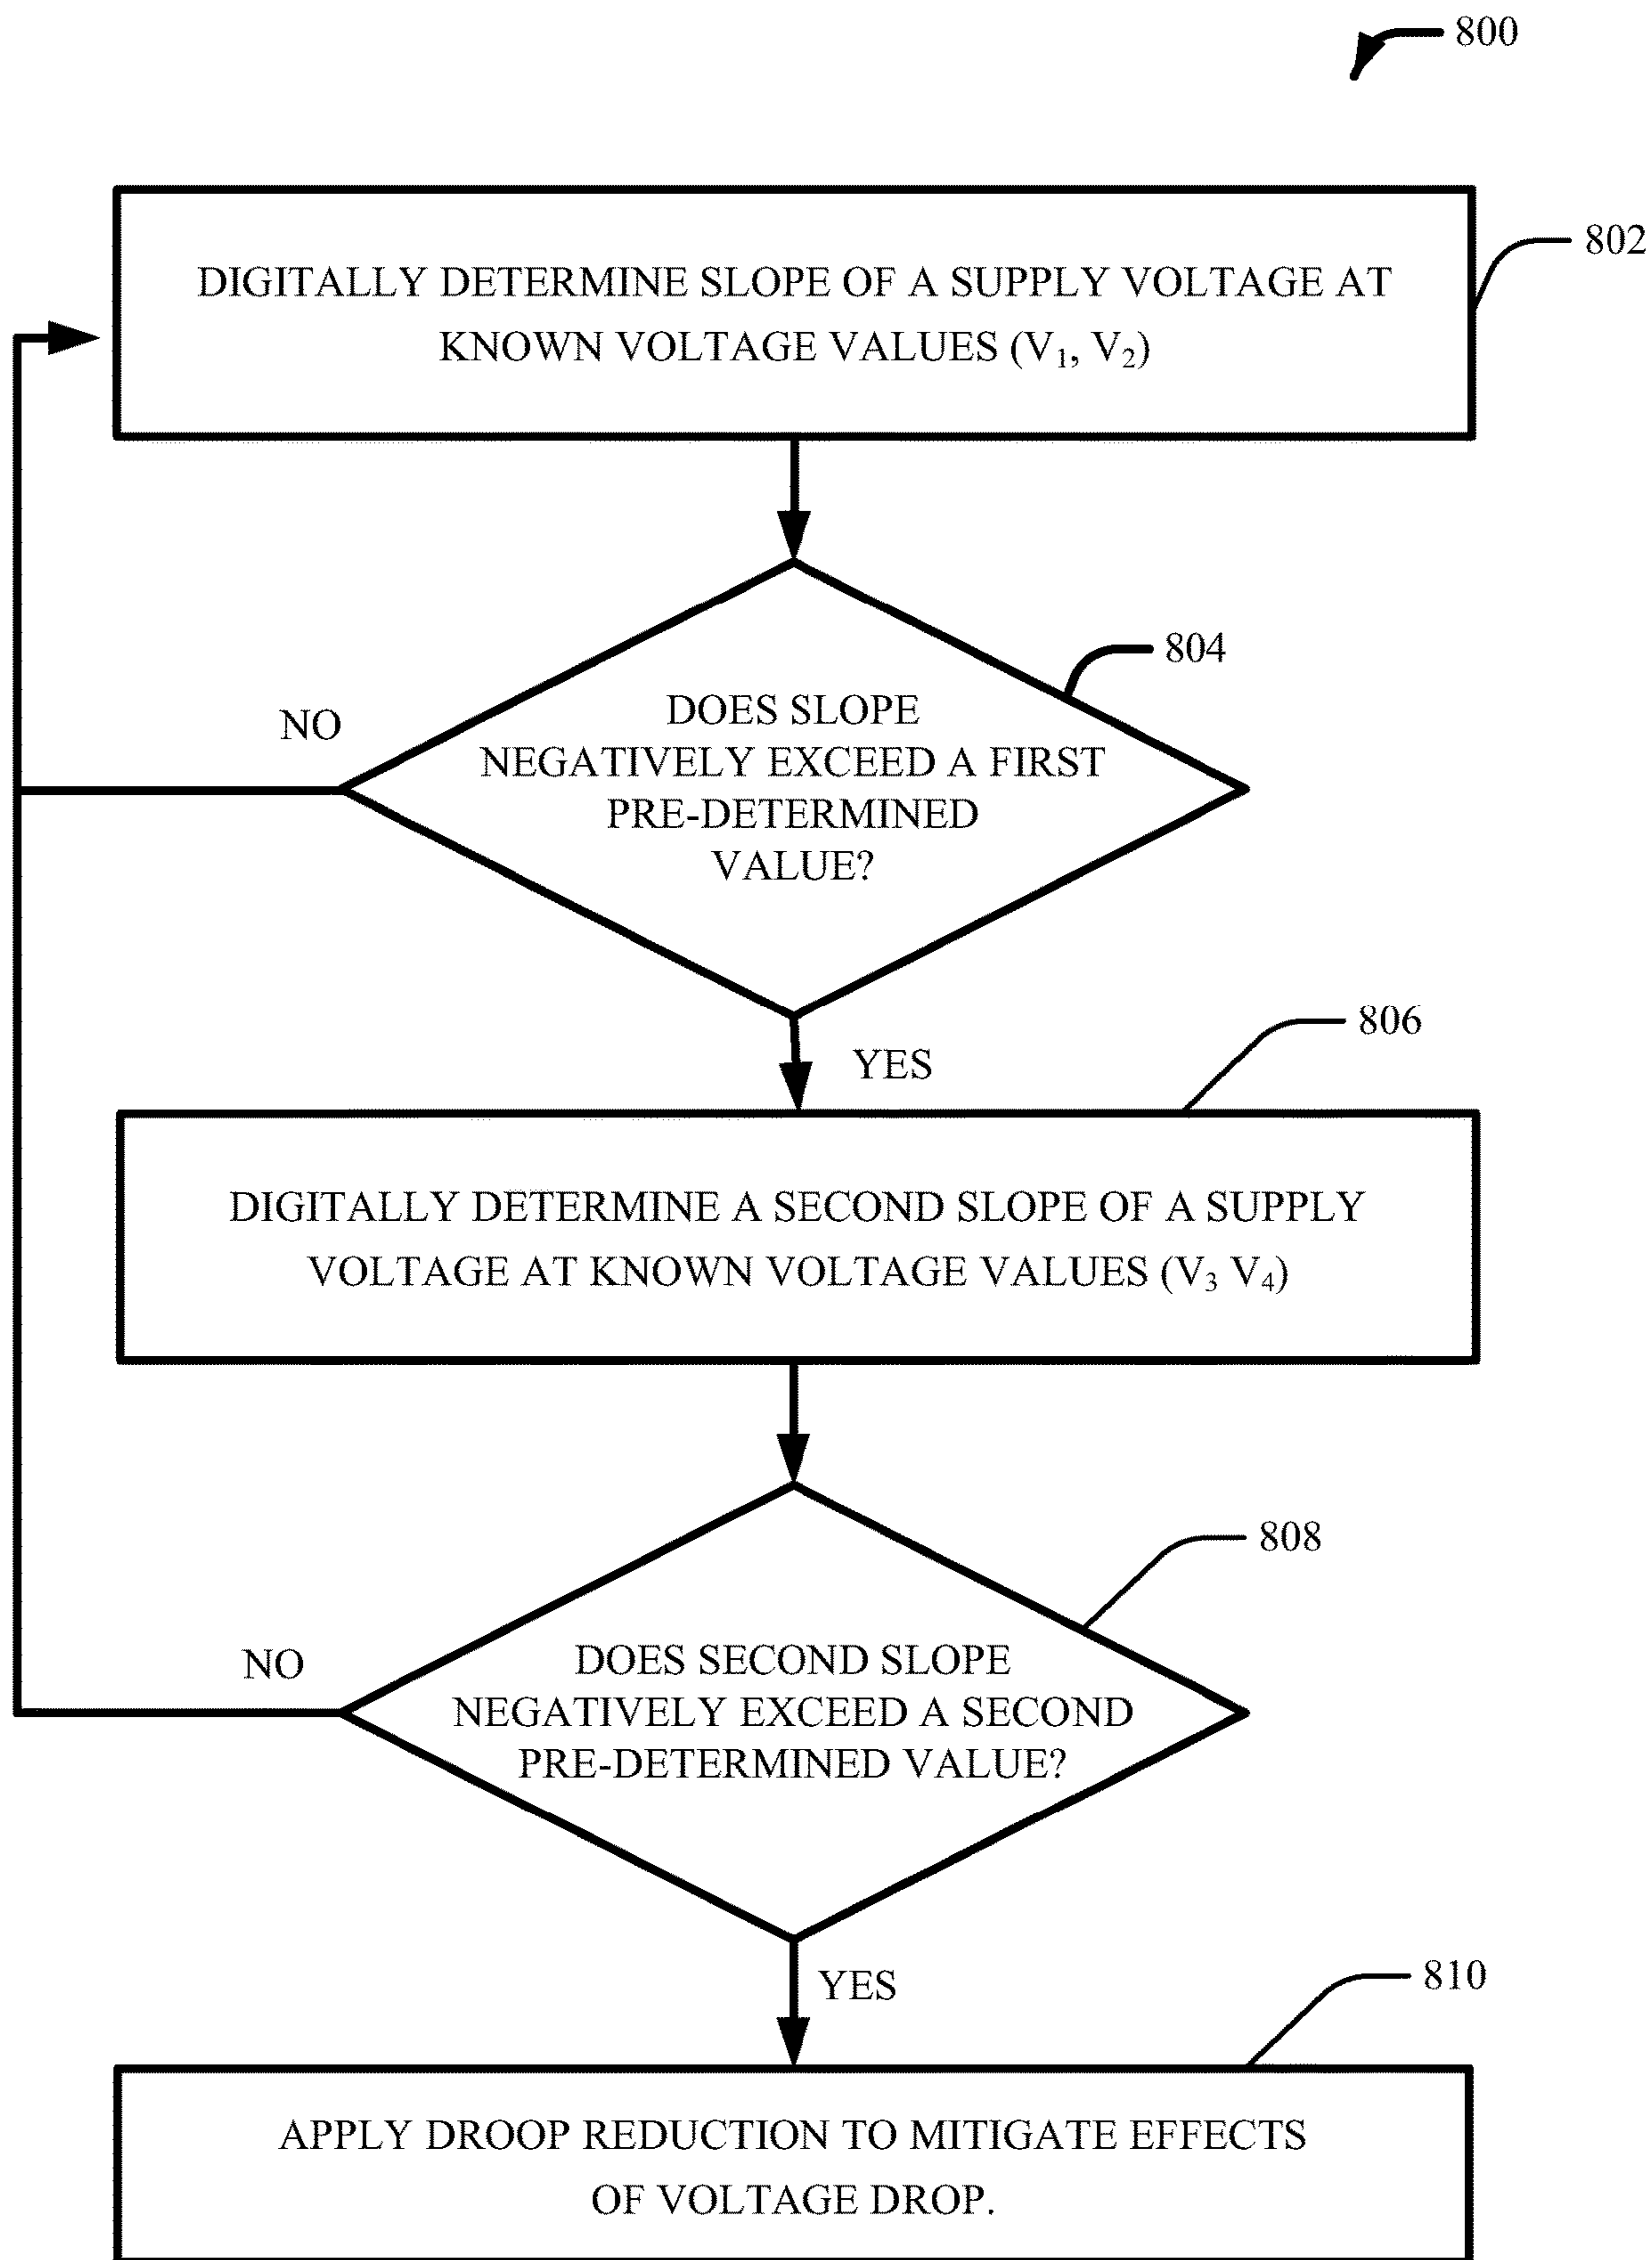 800
DIGITALLY DETERMINE SLOPE OF A SUPPLY VOLTAGE AT
KNOWN VOLTAGE VALUES (V₁, V₂)
802
DOES SLOPE
NEGATIVELY EXCEED A FIRST
PRE-DETERMINED
VALUE?
804
NO
YES
806
DIGITALLY DETERMINE A SECOND SLOPE OF A SUPPLY
VOLTAGE AT KNOWN VOLTAGE VALUES (V₃ V₄)
808
DOES SECOND SLOPE
NEGATIVELY EXCEED A SECOND
PRE-DETERMINED VALUE?
NO
YES
810
APPLY DROOP REDUCTION TO MITIGATE EFFECTS
OF VOLTAGE DROP.